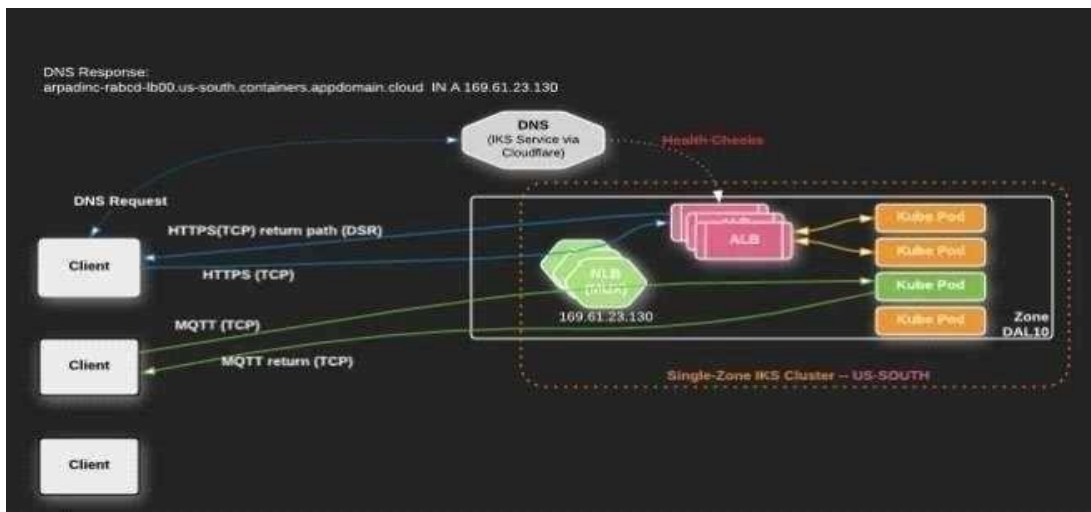 DNS Response:
arpadinc-rabcd-lb00.us-south.containers.appdomain.cloud IN A 169.61.23.130
DNS
(IKS Service via
Cloudflare)
Health Checks
DNS Request
HTTPS(TCP) return path (DSR)
Client
HTTPS (TCP)
ALB
Kube Pod
Kube Pod
NLB
(MUX)
Kube Pod
169.61.23.130
Kube Pod
Zone
DAL10
MQTT (TCP)
Client
MQTT return (TCP)
Single-Zone IKS Cluster -- US-SOUTH
Client